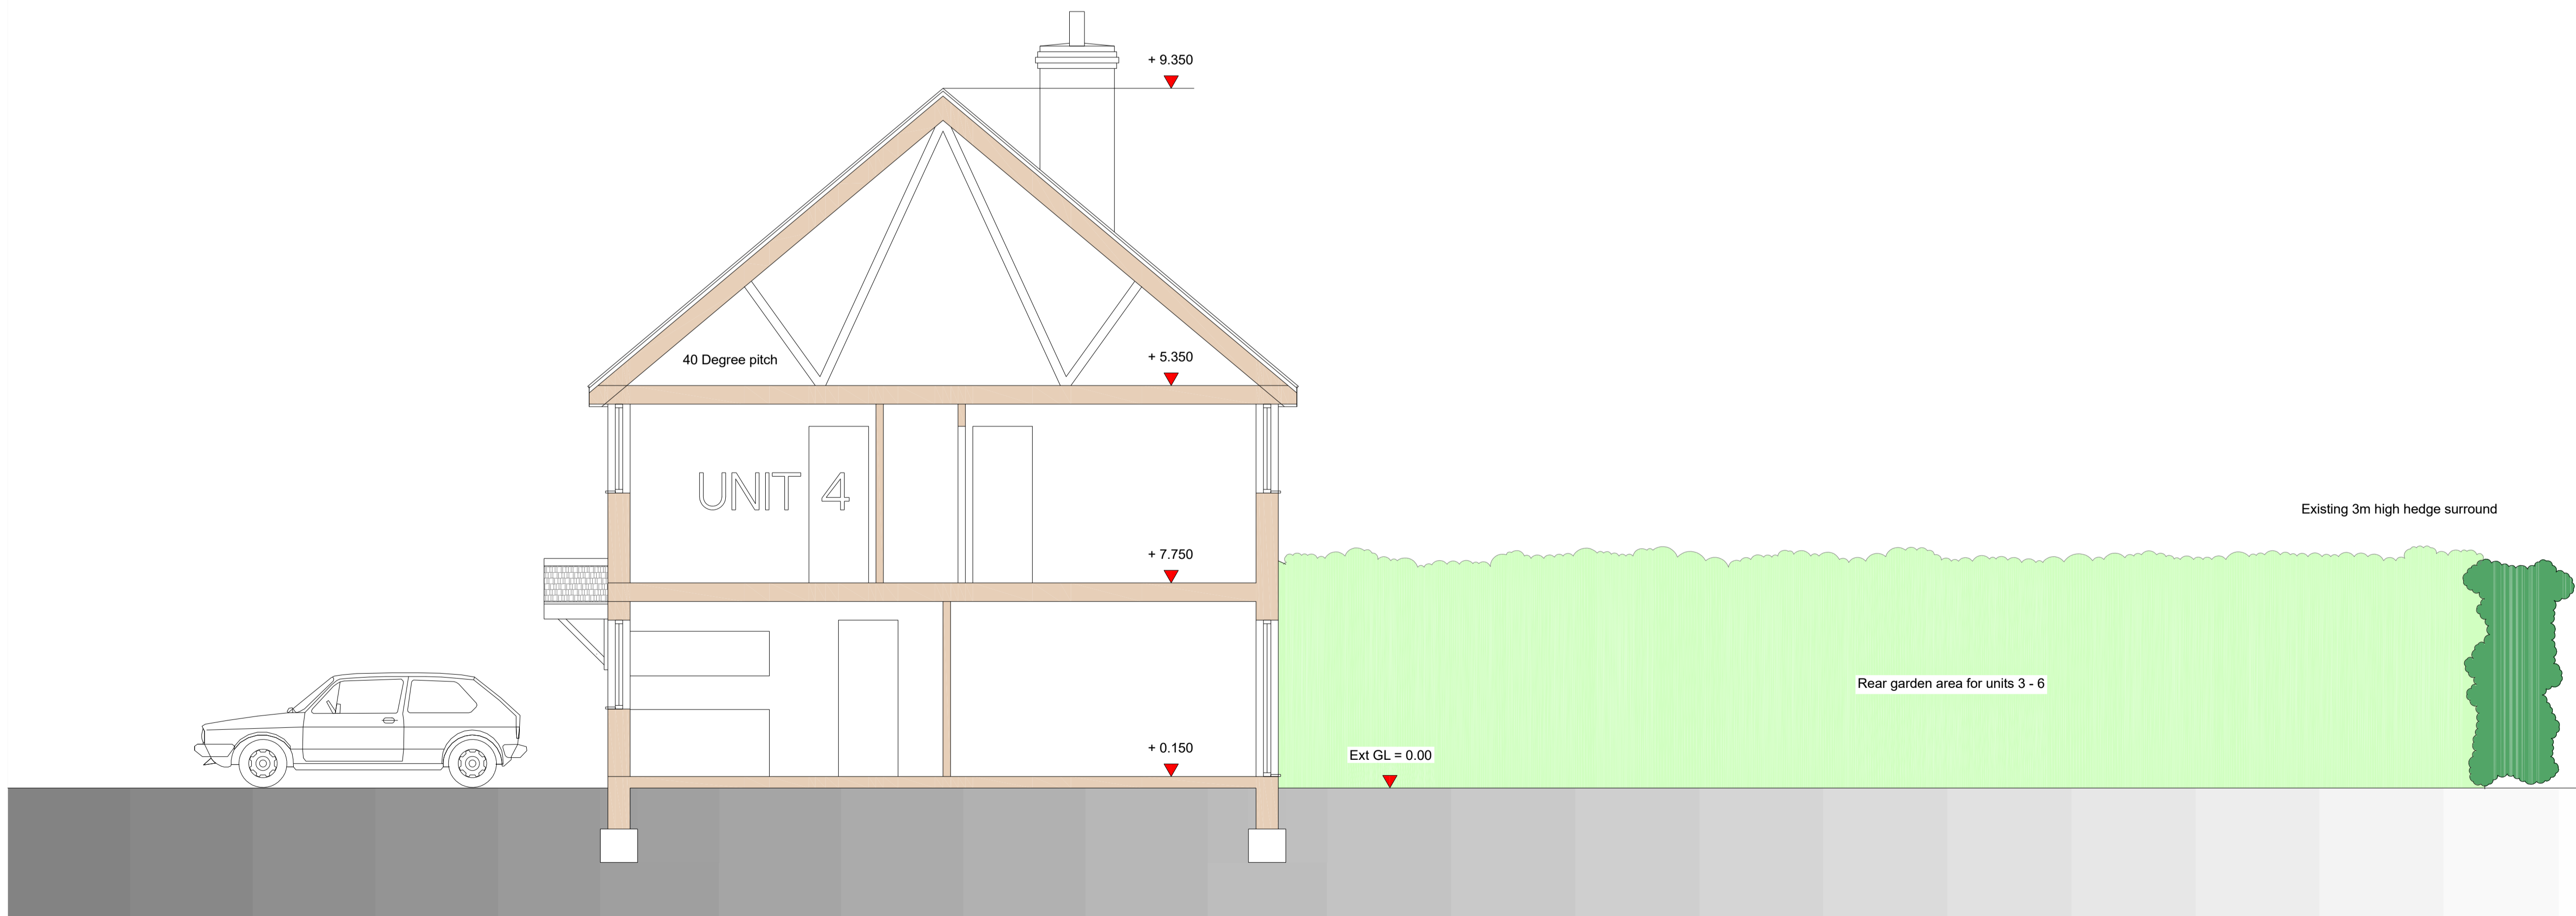 + 9.350
40 Degree pitch
+ 5.350
UNIT 4
Existing 3m high hedge surround
+ 7.750
Rear garden area for units 3 - 6
+ 0.150
Ext GL = 0.00